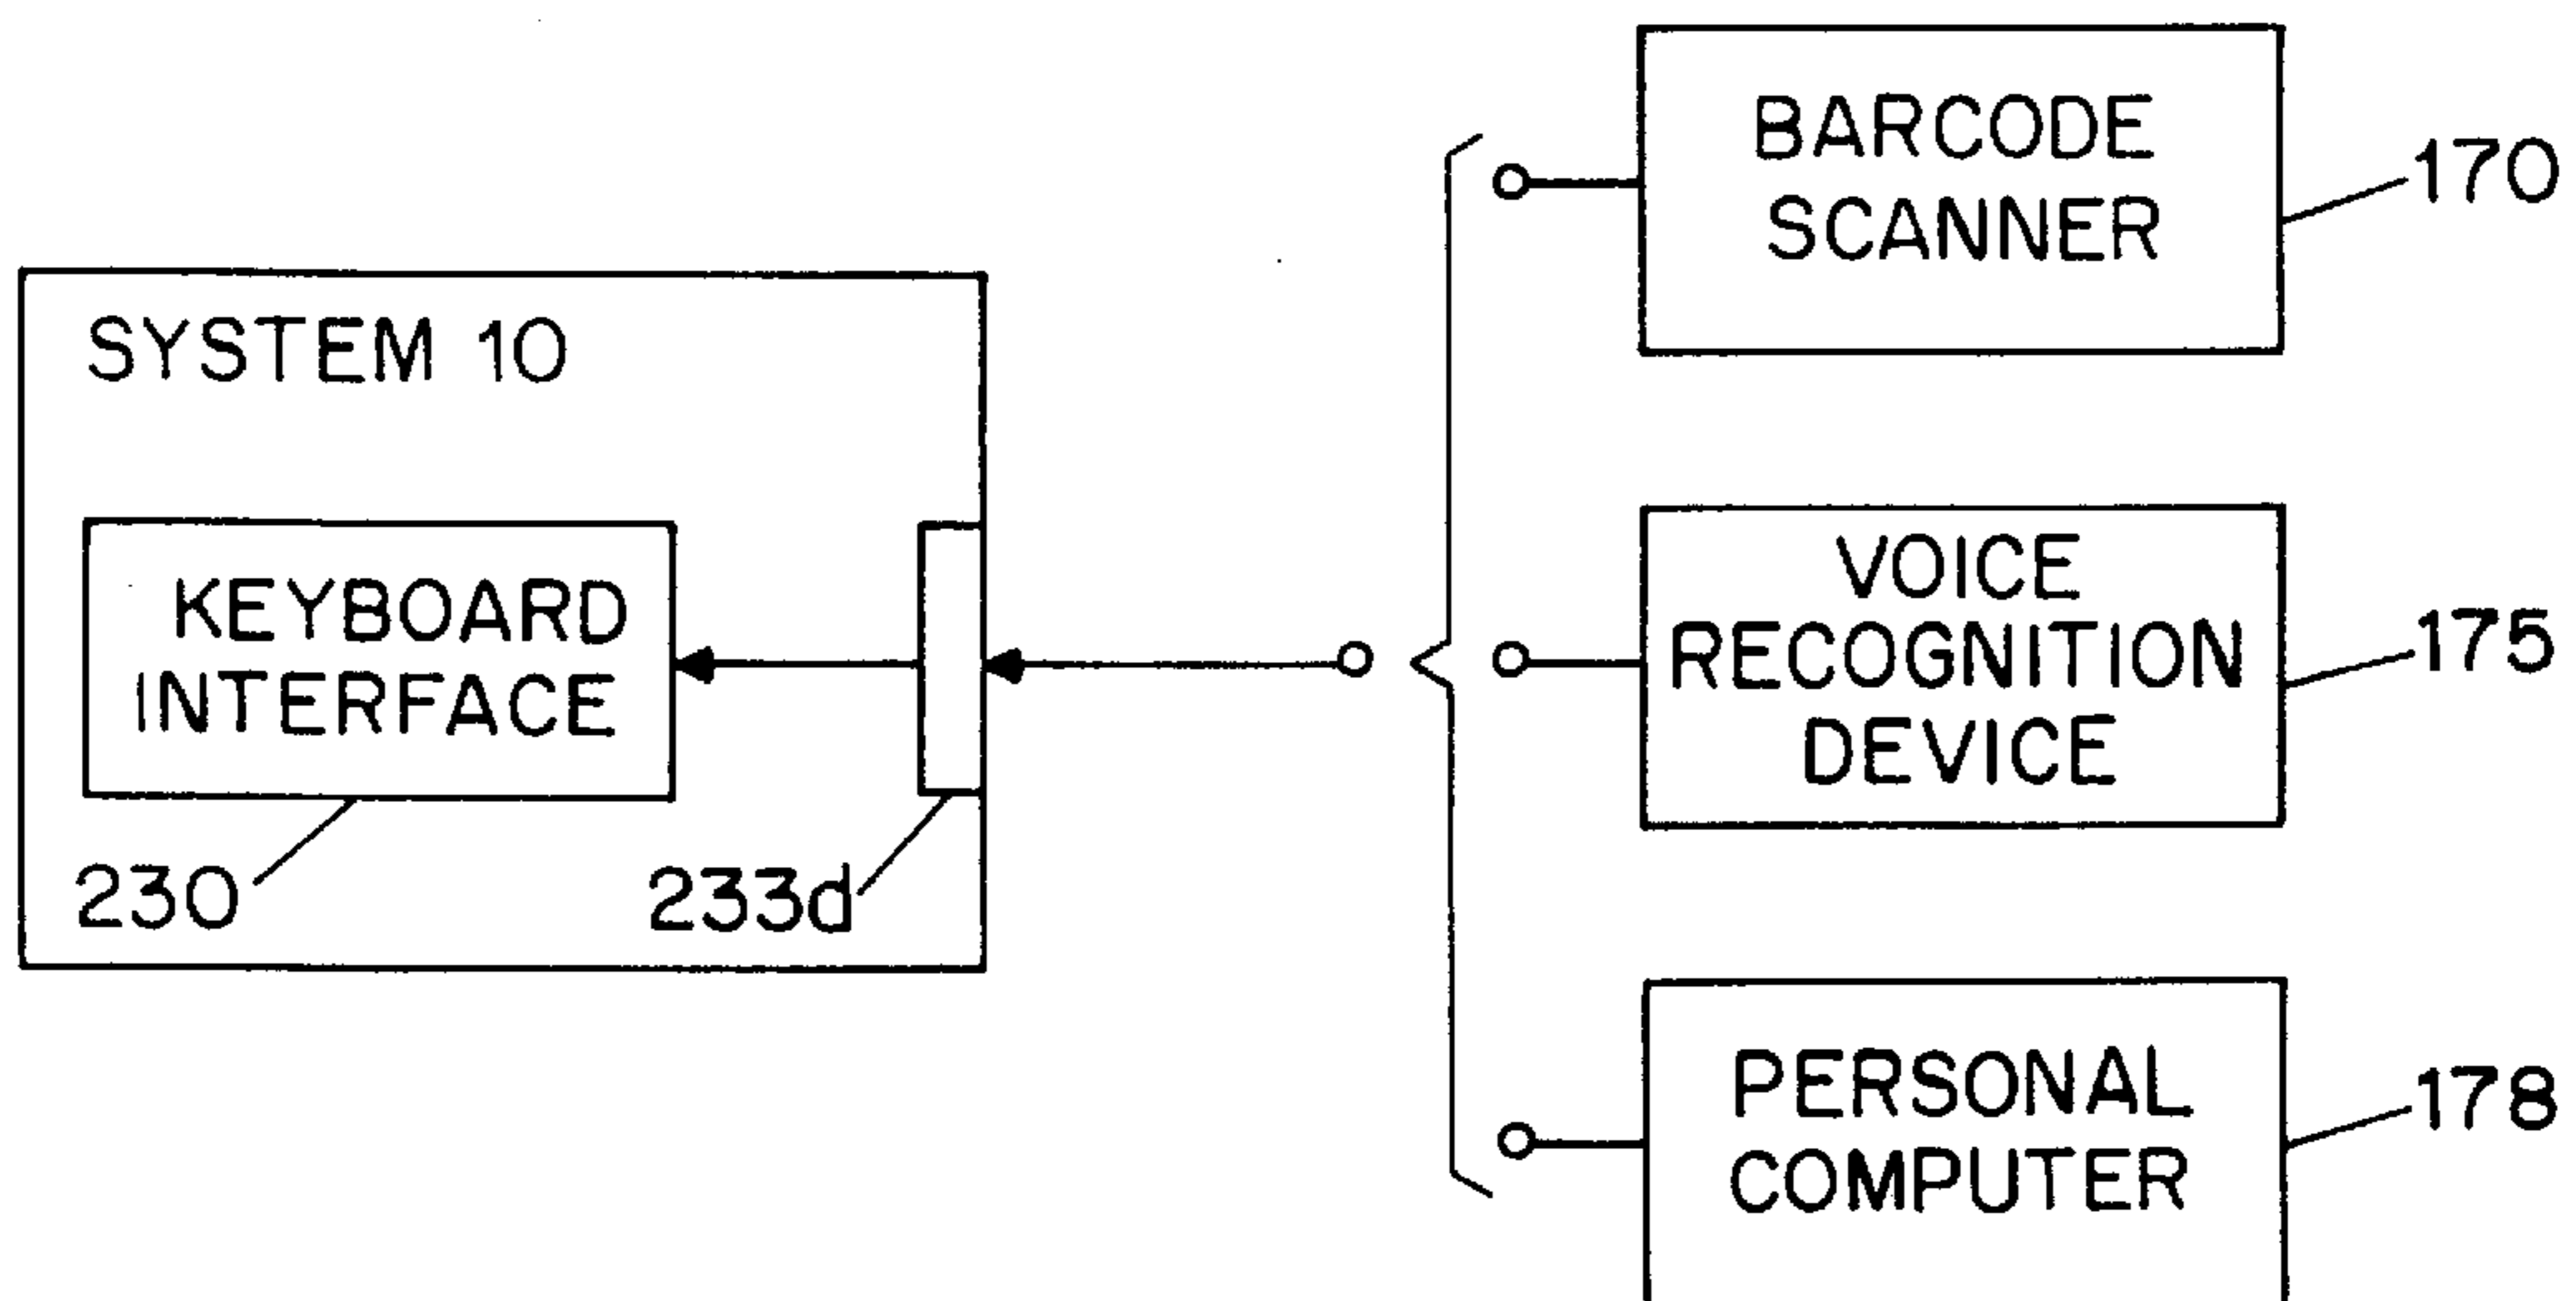 SYSTEM 10
KEYBOARD
INTERFACE
230
233d
BARCODE
SCANNER
170
VOICE
RECOGNITION
DEVICE
175
PERSONAL
COMPUTER
178